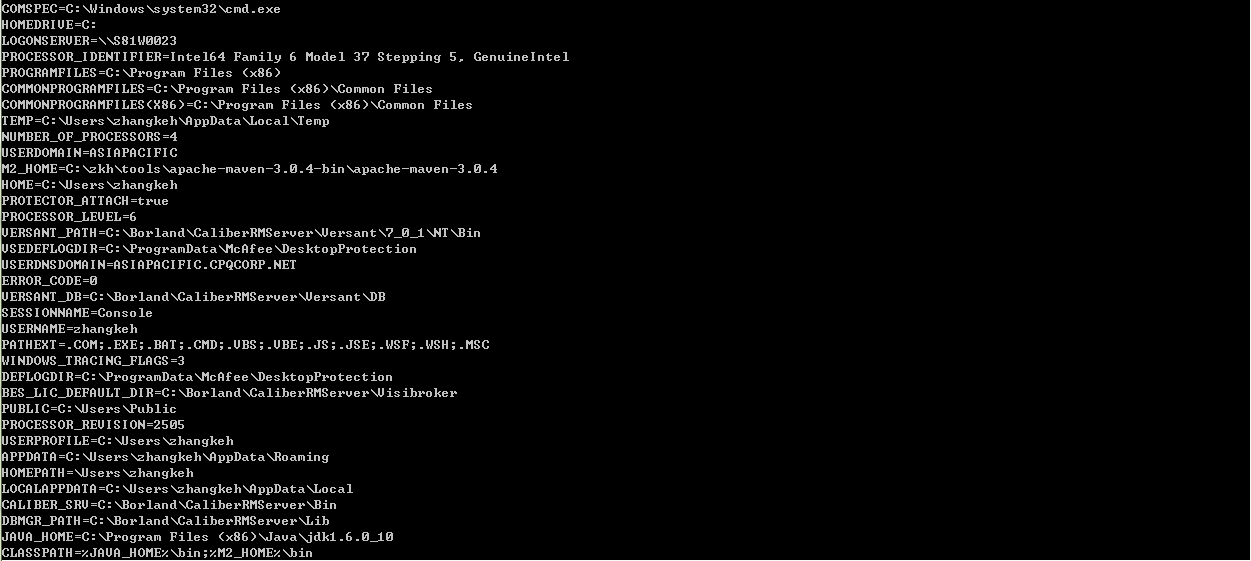 COMSPEC=C:\Windows\system32\cmd.exe
HOMEDRIVE=C:
LOGONSERVER=\\S81W0023
PROCESSOR_IDENTIFIER=Intel64 Family 6 Model 37 Stepping 5, GenuineIntel
PROGRAMFILES=C:\Program Files (x86)
COMMONPROGRAMFILES=C:\Program Files (x86)\Common Files
COMMONPROGRAMFILES(X86)=C:\Program Files (x86)\Common Files
TEMP=C:\Users\zhangkeh\AppData\Local\Temp
NUMBER_OF_PROCESSORS=4
USERDOMAIN=ASIAPACIFIC
M2_HOME=C:\zkh\tools\apache-maven-3.0.4-bin\apache-maven-3.0.4
HOME=C:\Users\zhangkeh
PROTECTOR_ATTACH=true
PROCESSOR_LEVEL=6
VERSANT_PATH=C:\Borland\CaliberRMServer\Versant\7_0_1\NT\Bin
VSEDEFLOGDIR=C:\ProgramData\McAfee\DesktopProtection
USERDNSDOMAIN=ASIAPACIFIC.CPQCORP.NET
ERROR_CODE=0
VERSANT_DB=C:\Borland\CaliberRMServer\Versant\DB
SESSIONNAME=Console
USERNAME=zhangkeh
PATHEXT=.COM;.EXE;.BAT;.CMD;.VBS;.VBE;.JS;.JSE;.WSF;.WSH;.MSC
WINDOWS_TRACING_FLAGS=3
DEFLOGDIR=C:\ProgramData\McAfee\DesktopProtection
BES_LIC_DEFAULT_DIR=C:\Borland\CaliberRMServer\Visibroker
PUBLIC=C:\Users\Public
PROCESSOR_REVISION=2505
USERPROFILE=C:\Users\zhangkeh
APPDATA=C:\Users\zhangkeh\AppData\Roaming
HOMEPATH=\Users\zhangkeh
LOCALAPPDATA=C:\Users\zhangkeh\AppData\Local
CALIBER_SRV=C:\Borland\CaliberRMServer\Bin
DBMGR_PATH=C:\Borland\CaliberRMServer\Lib
JAVA_HOME=C:\Program Files (x86)\Java\jdk1.6.0_10
CLASSPATH=%JAVA_HOME%\bin;%M2_HOME%\bin